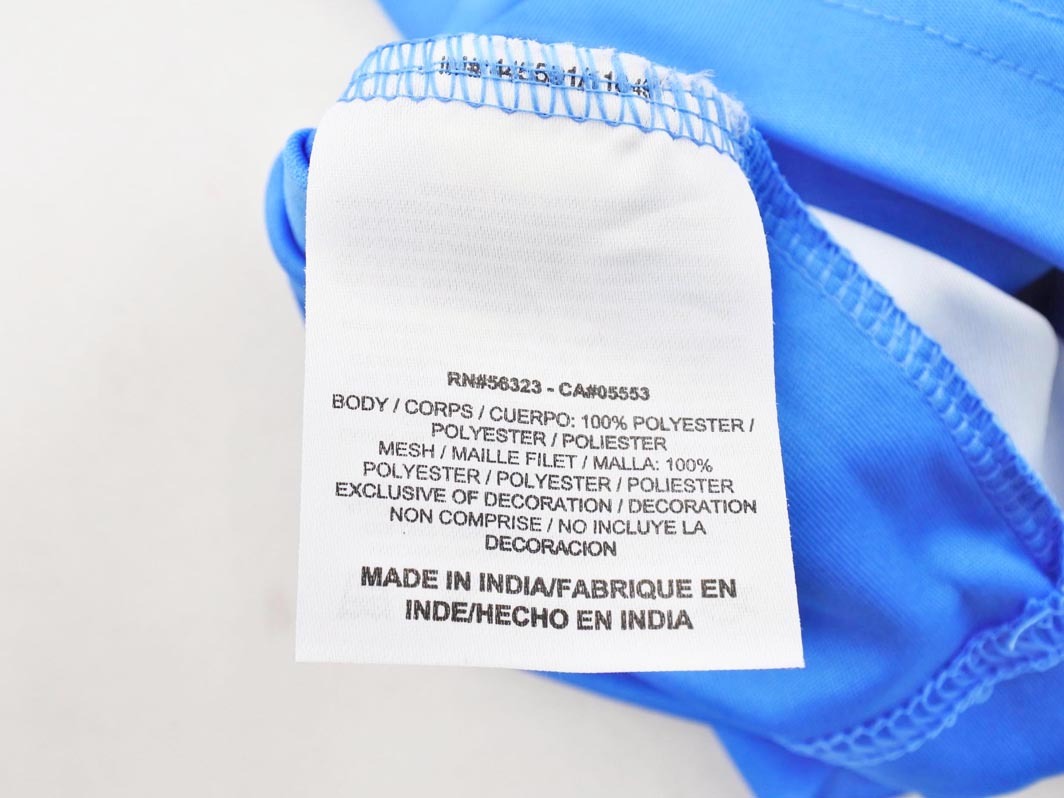 RN#56323 - CA#05553
BODY / CORPS / CUERPO: 100% POLYESTER /
POLYESTER / POLIESTER
MESH / MAILLE FILET / MALLA: 100%
POLYESTER / POLYESTER / POLIESTER
EXCLUSIVE OF DECORATION / DECORATION
NON COMPRISE / NO INCLUYE LA
DECORACION
MADE IN INDIA/FABRIQUE EN
INDE/HECHO EN INDIA